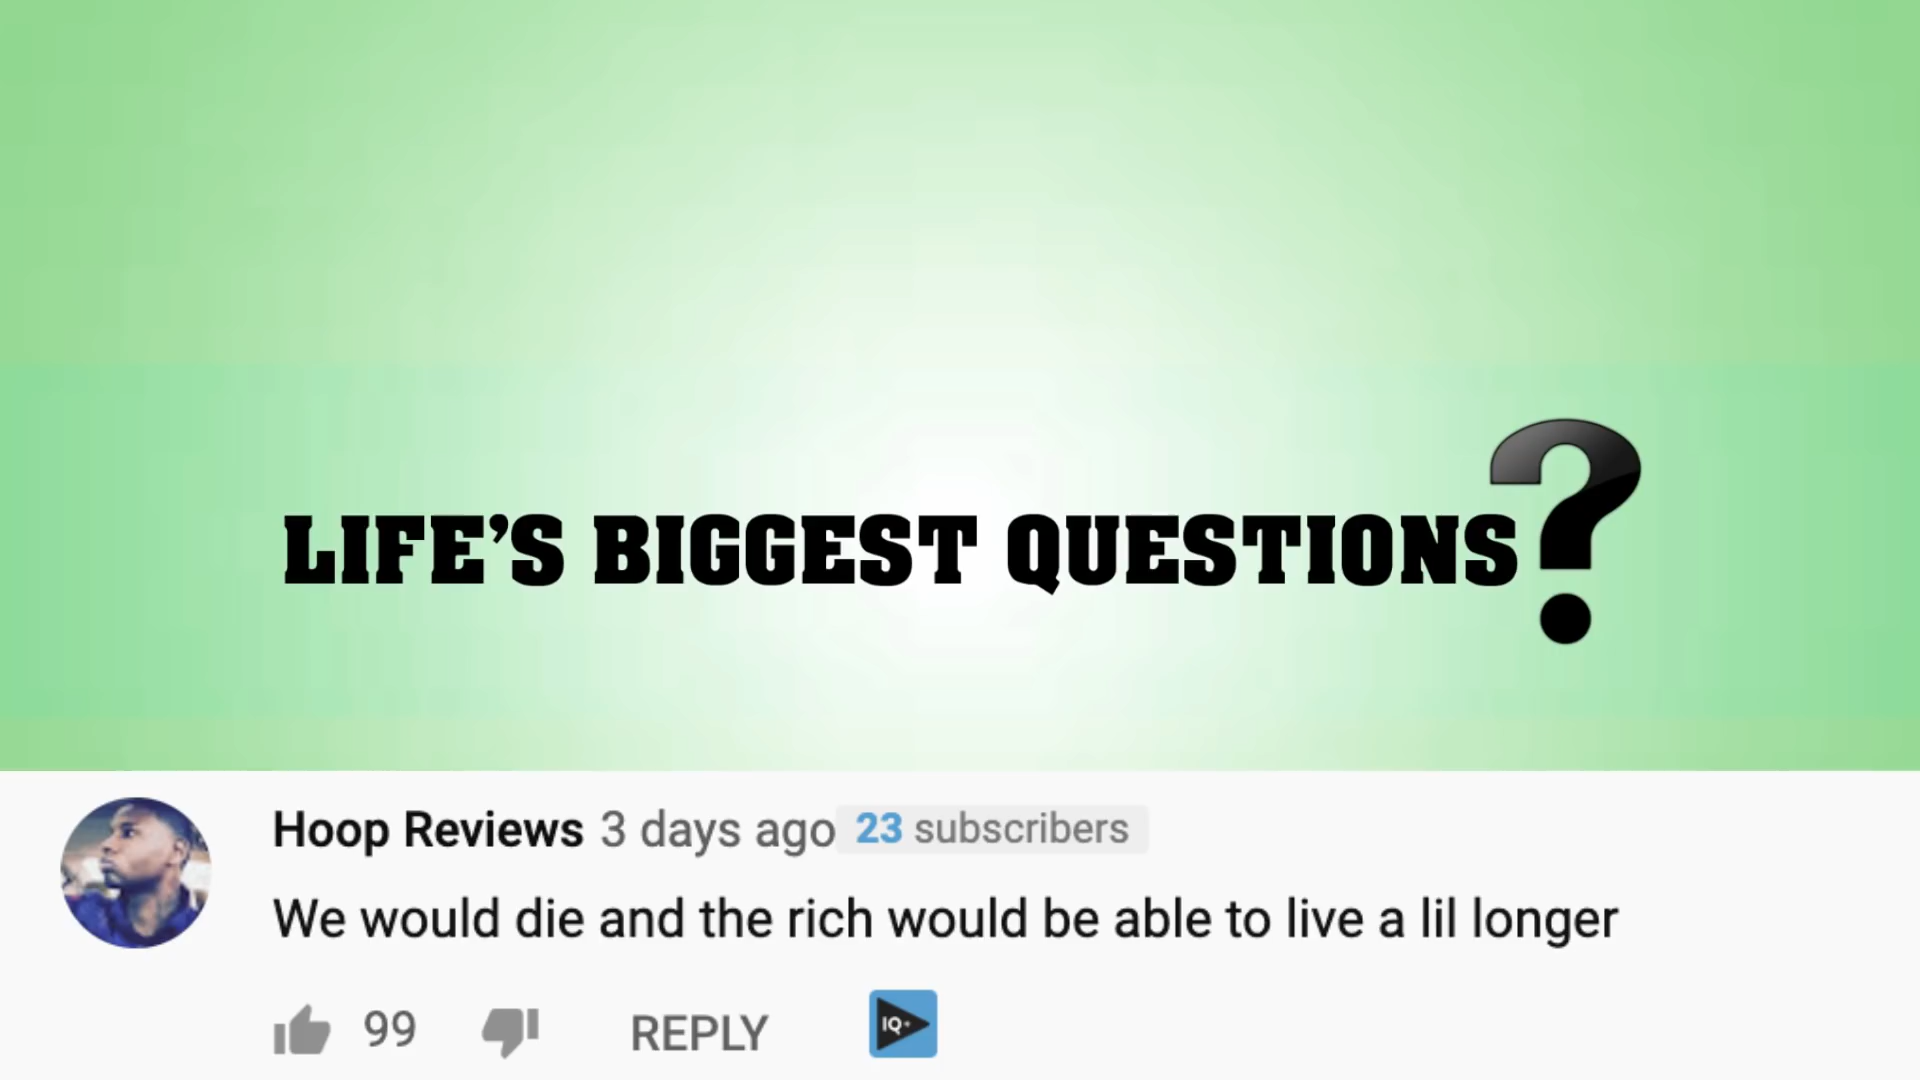 LIFE'S BIGGEST QUESTIONS?
Hoop Reviews 3 days ago 23 subscribers
We would die and the rich would be able to live a lil longer
99 REPLY IQ+